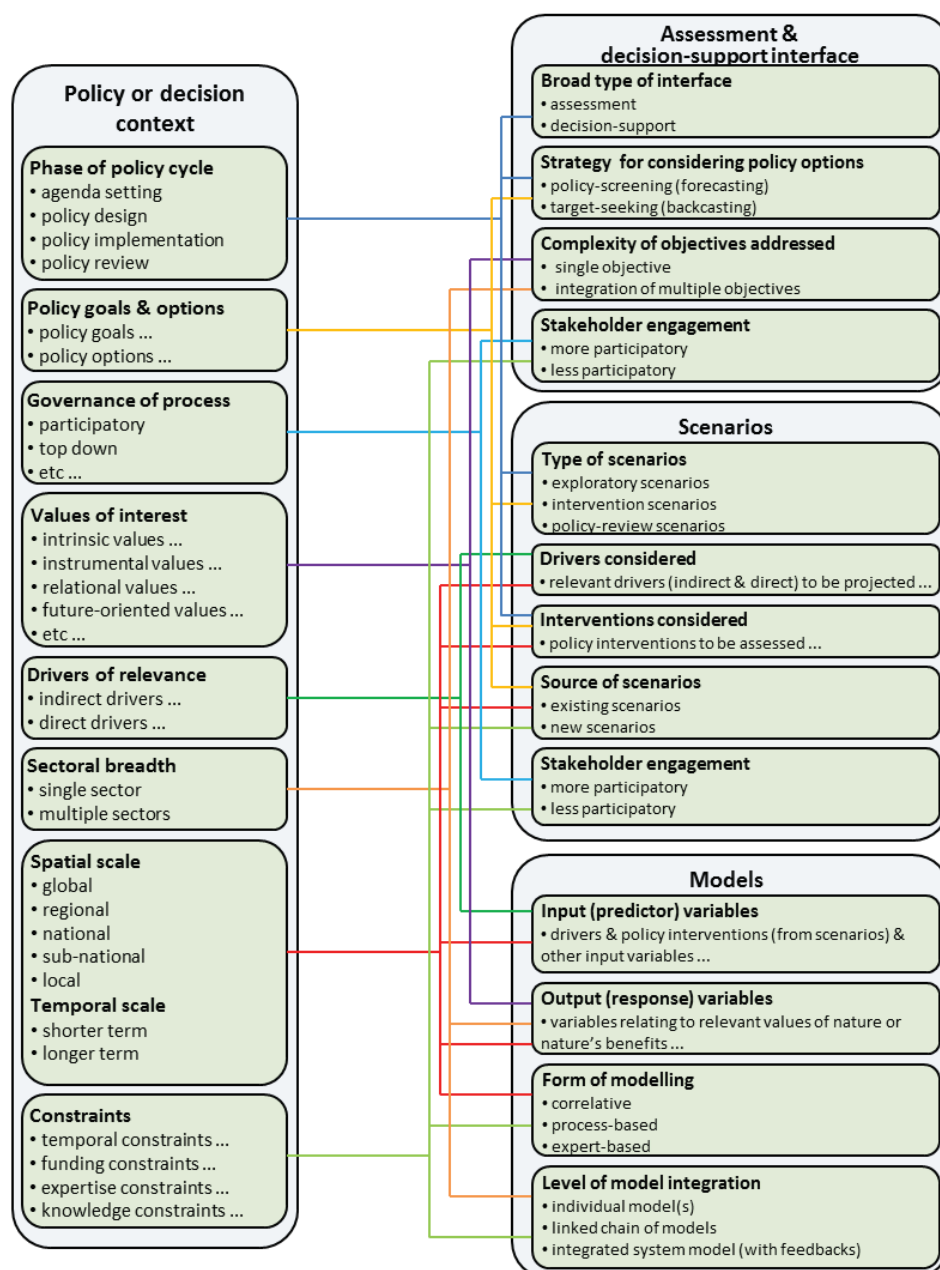 Policy or decision
context
Phase of policy cycle
• agenda setting
• policy design
• policy implementation
• policy review
Policy goals & options
• policy goals ...
• policy options ...
Governance of process
• participatory
• top down
• etc ...
Values of interest
• intrinsic values ...
• instrumental values ...
• relational values ...
• future-oriented values ...
• etc ...
Drivers of relevance
• indirect drivers ...
• direct drivers ...
Sectoral breadth
• single sector
• multiple sectors
Spatial scale
• global
• regional
• national
• sub-national
• local
Temporal scale
• shorter term
• longer term
Constraints
• temporal constraints ...
• funding constraints ...
• expertise constraints ...
• knowledge constraints ...
Assessment &
decision-support interface
Broad type of interface
• assessment
• decision-support
Strategy for considering policy options
• policy-screening (forecasting)
• target-seeking (backcasting)
Complexity of objectives addressed
• single objective
• integration of multiple objectives
Stakeholder engagement
• more participatory
• less participatory
Scenarios
Type of scenarios
• exploratory scenarios
• intervention scenarios
• policy-review scenarios
Drivers considered
• relevant drivers (indirect & direct) to be projected ...
Interventions considered
• policy interventions to be assessed ...
Source of scenarios
• existing scenarios
• new scenarios
Stakeholder engagement
• more participatory
• less participatory
Models
Input (predictor) variables
• drivers & policy interventions (from scenarios) &
other input variables ...
Output (response) variables
• variables relating to relevant values of nature or
nature's benefits ...
Form of modelling
• correlative
• process-based
• expert-based
Level of model integration
• individual model(s)
• linked chain of models
• integrated system model (with feedbacks)